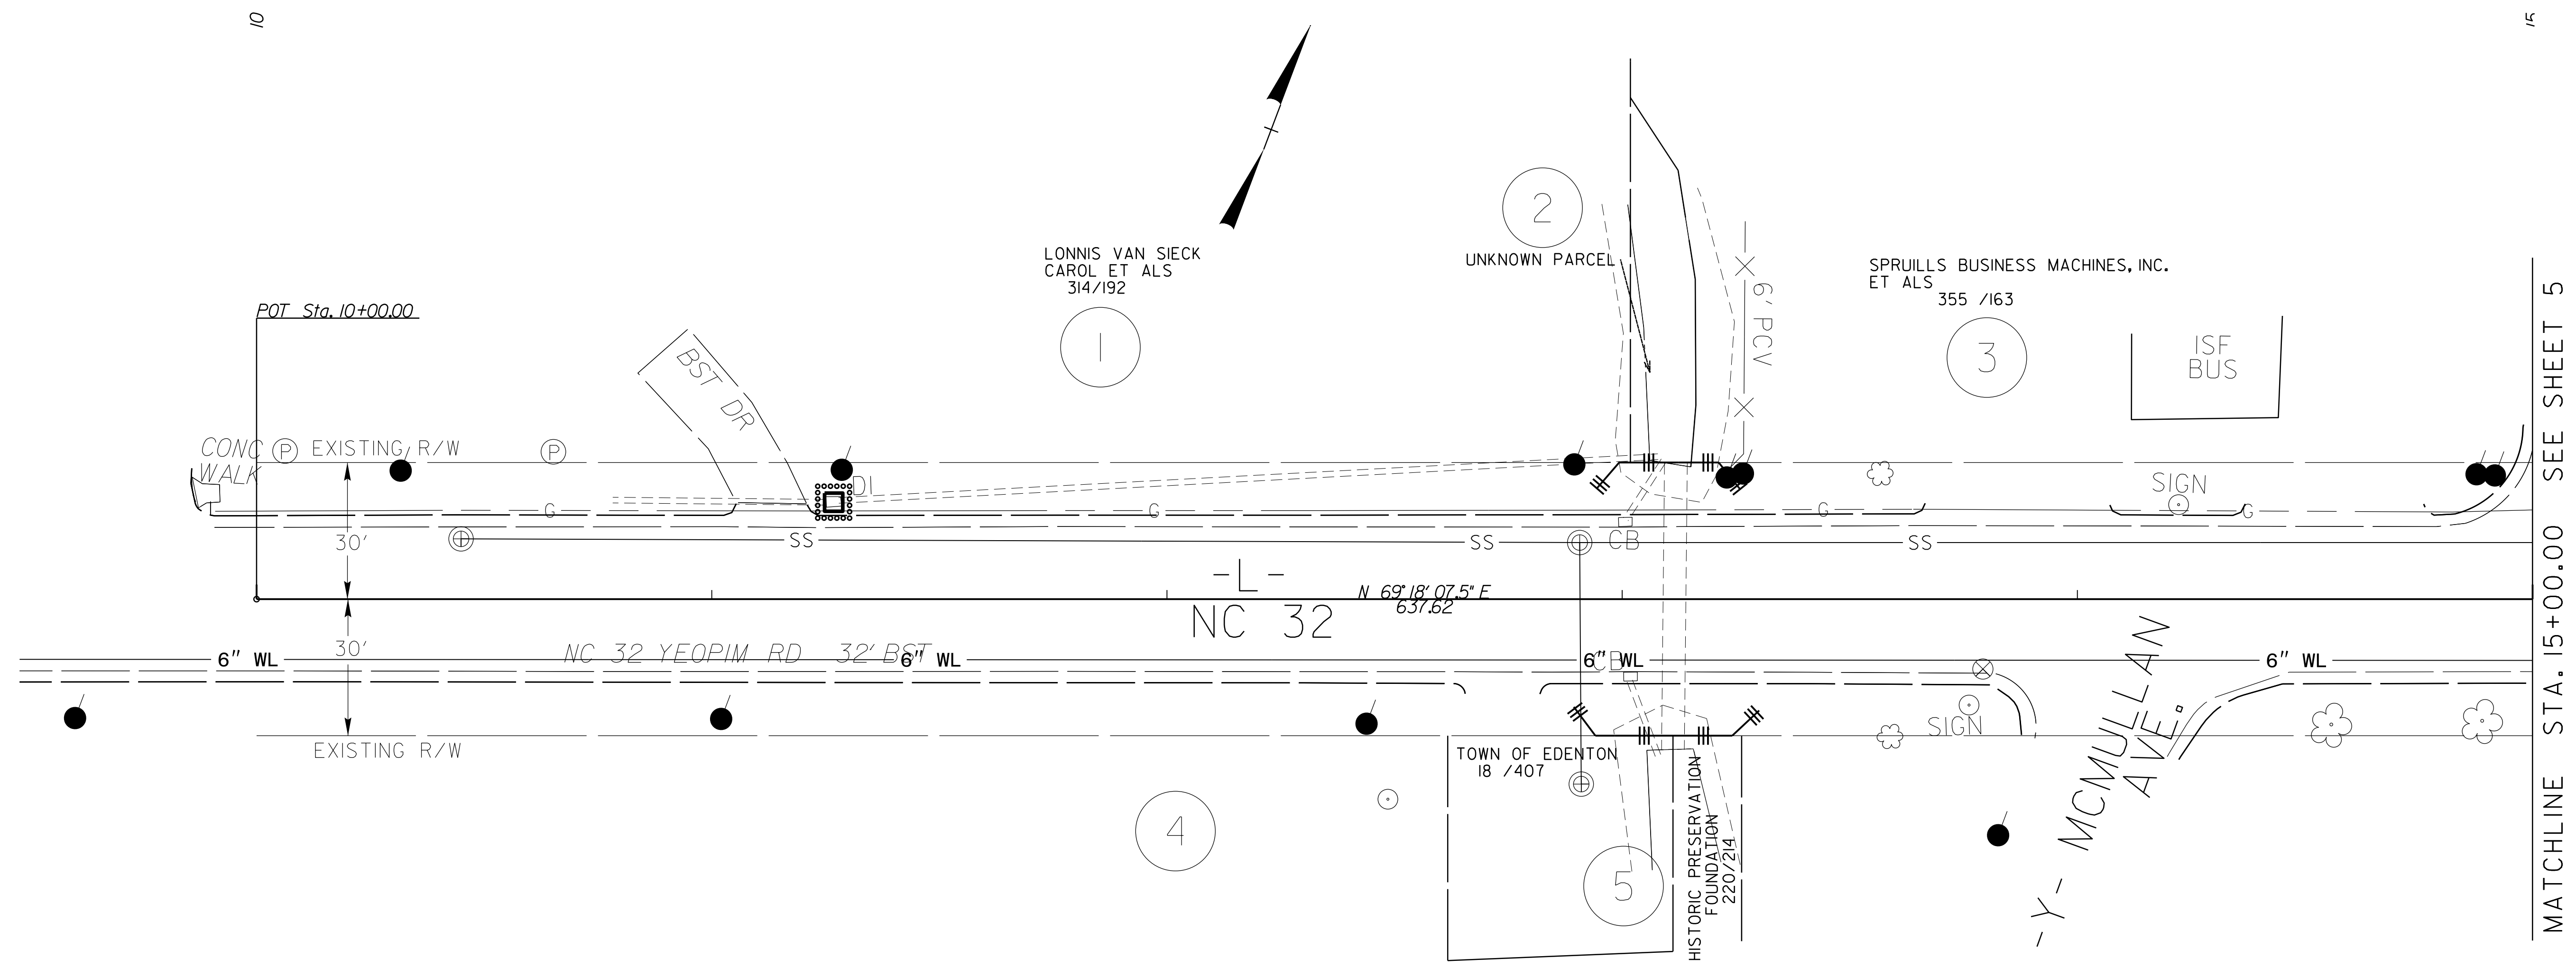 10
15
LONNIS VAN SIECK
CAROL ET ALS
314/192
1
2
UNKNOWN PARCEL
SPRUILLS BUSINESS MACHINES, INC.
ET ALS
355 /163
3
6' PCV
ISF
BUS
POT Sta. 10+00.00
BST DR
CONC
WALK
P
EXISTING R/W
P
DI
SIGN
G
G
G
G
30'
SS
SS
CB
SS
-L-
N 69° 18' 07.5" E
637.62
NC 32
30'
NC 32 YEOPIM RD 32' BST
6" WL
6" WL
6" WL
CB
6" WL
EXISTING R/W
SIGN
TOWN OF EDENTON
18 /407
4
5
HISTORIC PRESERVATION
FOUNDATION
220/214
-Y- MCMULLAN
AVE.
MATCHLINE STA. 15+00.00 SEE SHEET 5